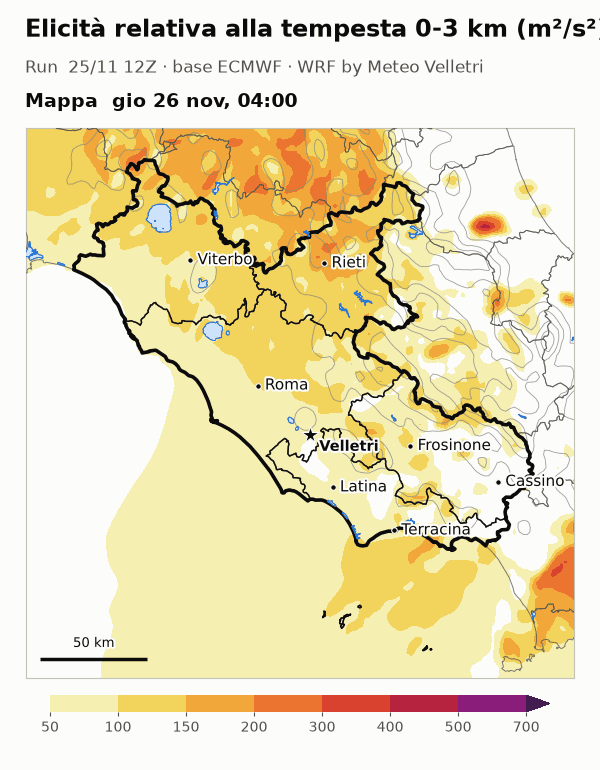 Elicità relativa alla tempesta 0-3 km (m²/s²)
Run  25/11 12Z · base ECMWF · WRF by Meteo Velletri
Mappa  gio 26 nov, 04:00
Viterbo
Rieti
Roma
Velletri
Frosinone
Latina
Cassino
Terracina
50 km
50 100 150 200 300 400 500 700